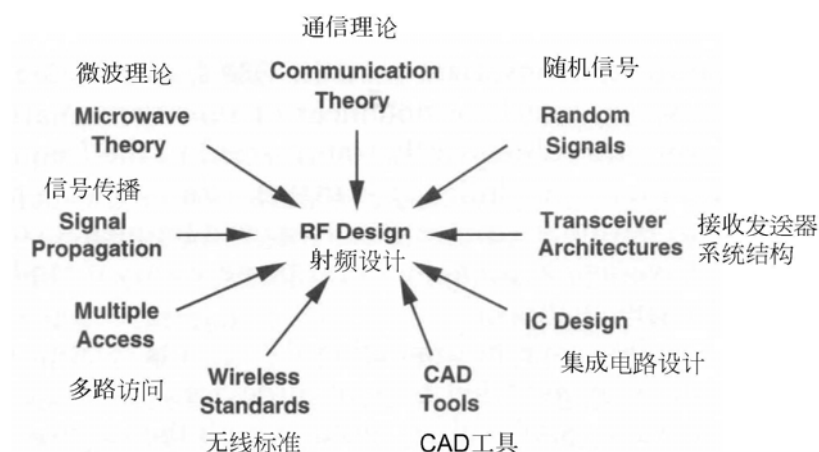 通信理论
Communication
Theory
微波理论
Microwave
Theory
随机信号
Random
Signals
信号传播
Signal
Propagation
RF Design
射频设计
Transceiver
Architectures
接收发送器
系统结构
Multiple
Access
多路访问
Wireless
Standards
无线标准
CAD
Tools
CAD工具
IC Design
集成电路设计